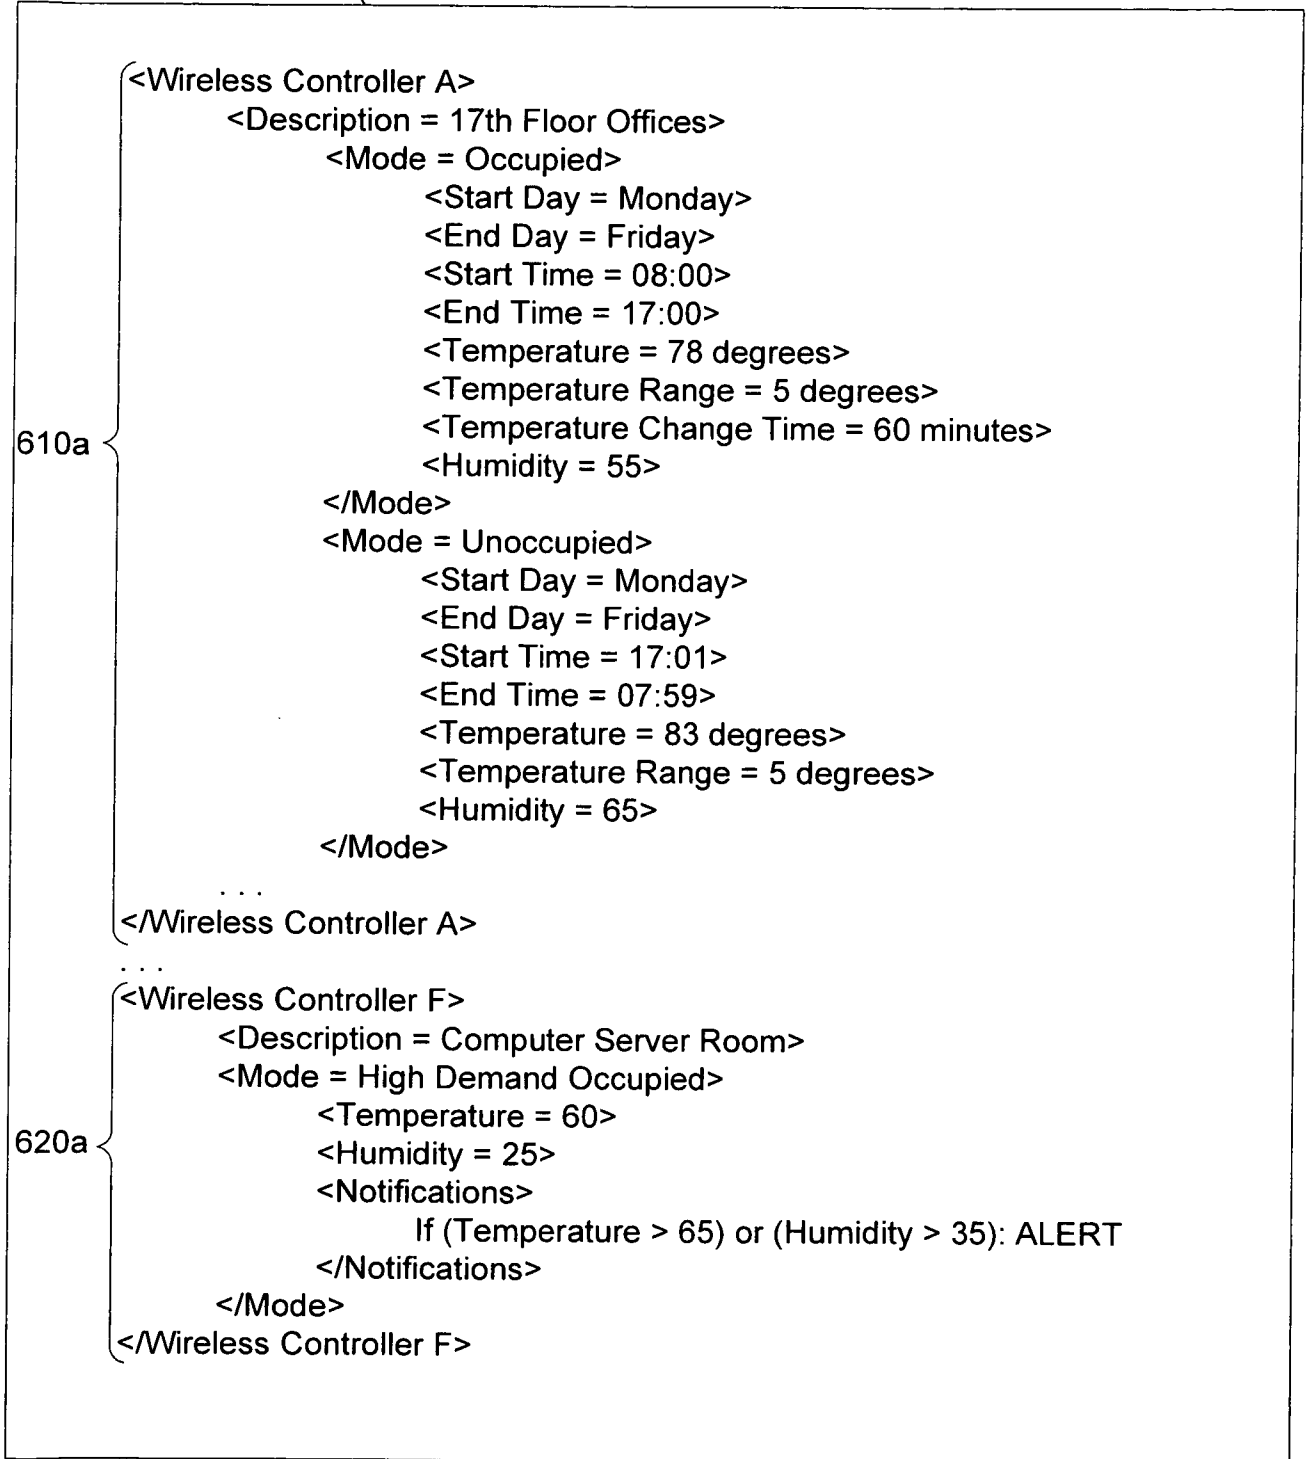 <Wireless Controller A>
<Description = 17th Floor Offices>
<Mode = Occupied>
<Start Day = Monday>
<End Day = Friday>
<Start Time = 08:00>
<End Time = 17:00>
<Temperature = 78 degrees>
<Temperature Range = 5 degrees>
<Temperature Change Time = 60 minutes>
610a
<Humidity = 55>
</Mode>
<Mode = Unoccupied>
<Start Day = Monday>
<End Day = Friday>
<Start Time = 17:01>
<End Time = 07:59>
<Temperature = 83 degrees>
<Temperature Range = 5 degrees>
<Humidity = 65>
</Mode>
. . .
</Wireless Controller A>
. . .
<Wireless Controller F>
<Description = Computer Server Room>
<Mode = High Demand Occupied>
<Temperature = 60>
620a
<Humidity = 25>
<Notifications>
If (Temperature > 65) or (Humidity > 35): ALERT
</Notifications>
</Mode>
</Wireless Controller F>